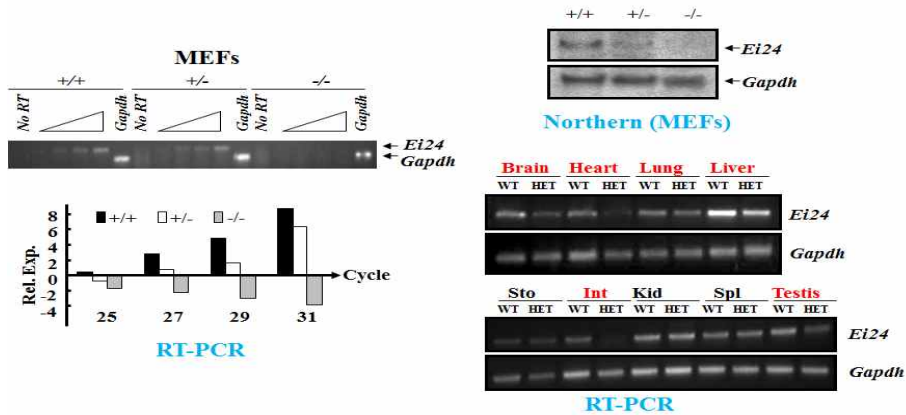 MEFs
+/+ +/- -/-
No RT Gapdh No RT Gapdh No RT Gapdh
Ei24
Gapdh
Rel. Exp.
8
6
4
2
0
-2
-4
+/+ +/- -/-
Cycle
25 27 29 31
RT-PCR
+/+ +/- -/-
Ei24
Gapdh
Northern (MEFs)
Brain Heart Lung Liver
WT HET WT HET WT HET WT HET
Ei24
Gapdh
Sto Int Kid Spl Testis
WT HET WT HET WT HET WT HET WT HET
Ei24
Gapdh
RT-PCR